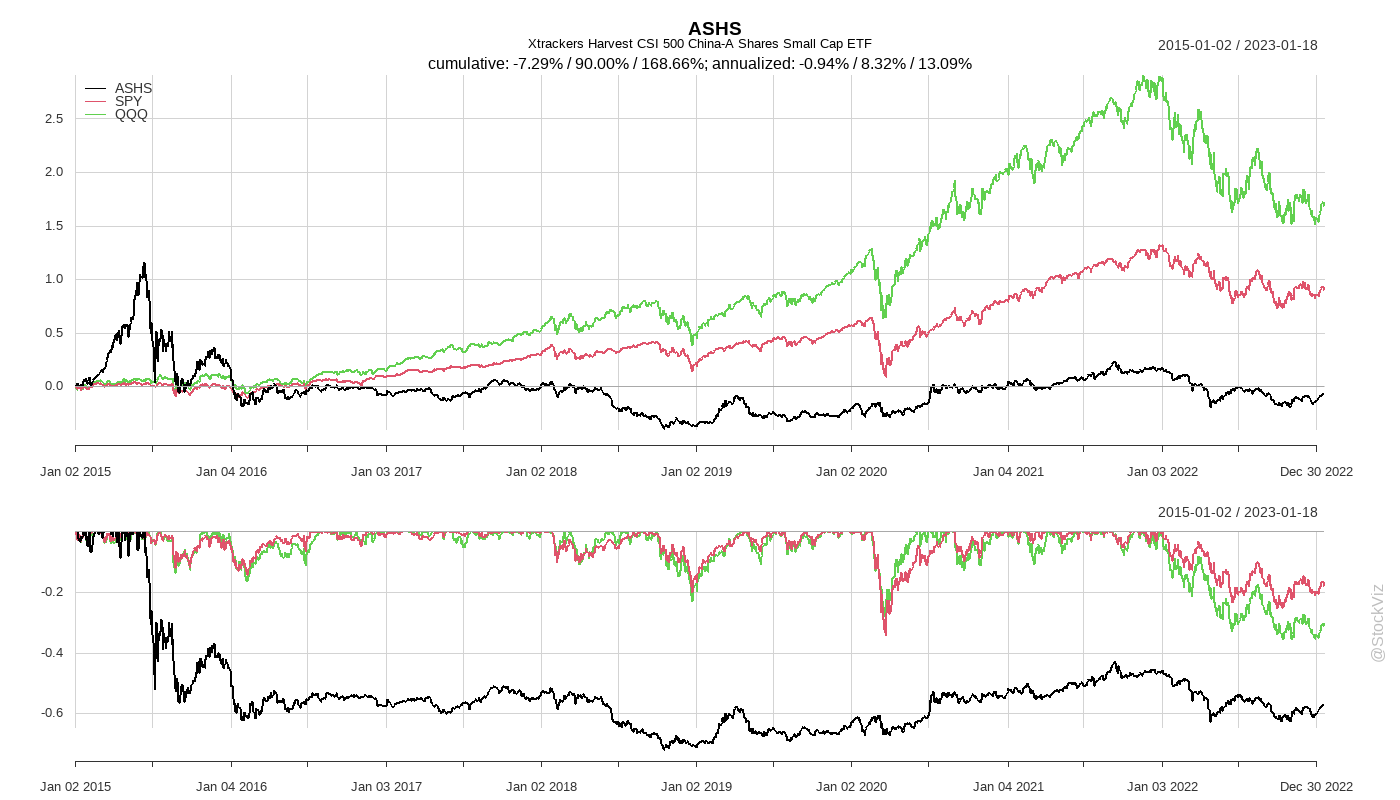 ASHS
Xtrackers Harvest CSI 500 China-A Shares Small Cap ETF
2015-01-02 / 2023-01-18
cumulative: -7.29% / 90.00% / 168.66%; annualized: -0.94% / 8.32% / 13.09%
ASHS
SPY
QQQ
2.5
2.0
1.5
1.0
0.5
0.0
Jan 02 2015 Jan 04 2016 Jan 03 2017 Jan 02 2018 Jan 02 2019 Jan 02 2020 Jan 04 2021 Jan 03 2022 Dec 30 2022
2015-01-02 / 2023-01-18
-0.2
-0.4
-0.6
Jan 02 2015 Jan 04 2016 Jan 03 2017 Jan 02 2018 Jan 02 2019 Jan 02 2020 Jan 04 2021 Jan 03 2022 Dec 30 2022
@StockViz